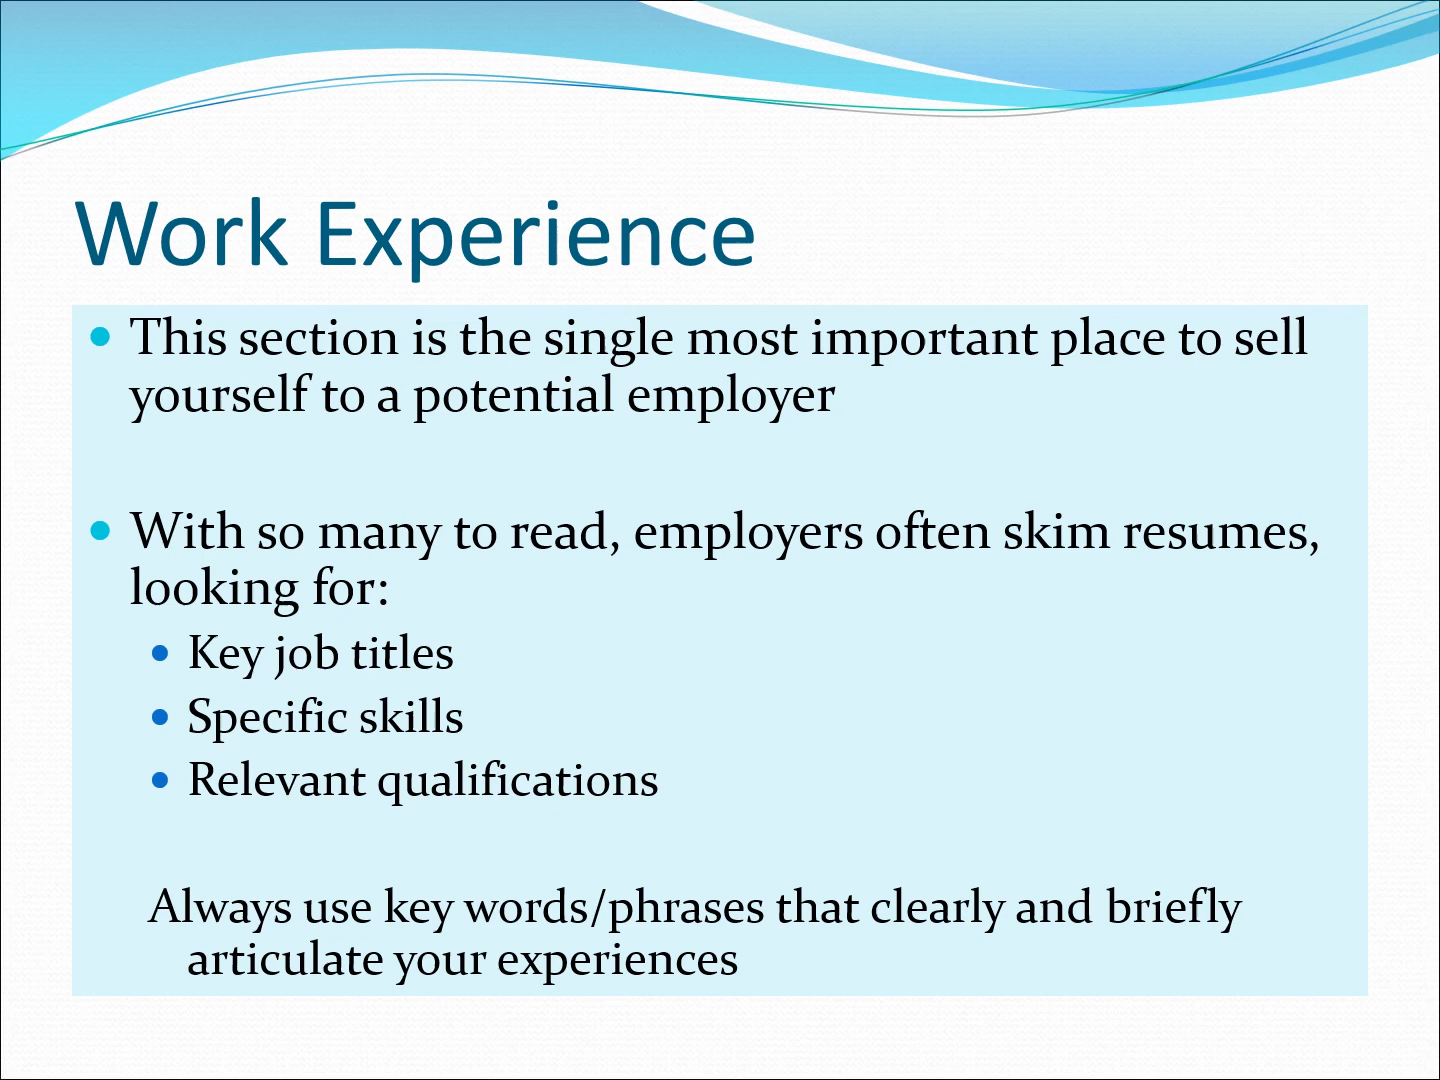 Work Experience
This section is the single most important place to sell
yourself to a potential employer
With so many to read, employers often skim resumes,
looking for:
Key job titles
Specific skills
Relevant qualifications
Always use key words/phrases that clearly and briefly
articulate your experiences